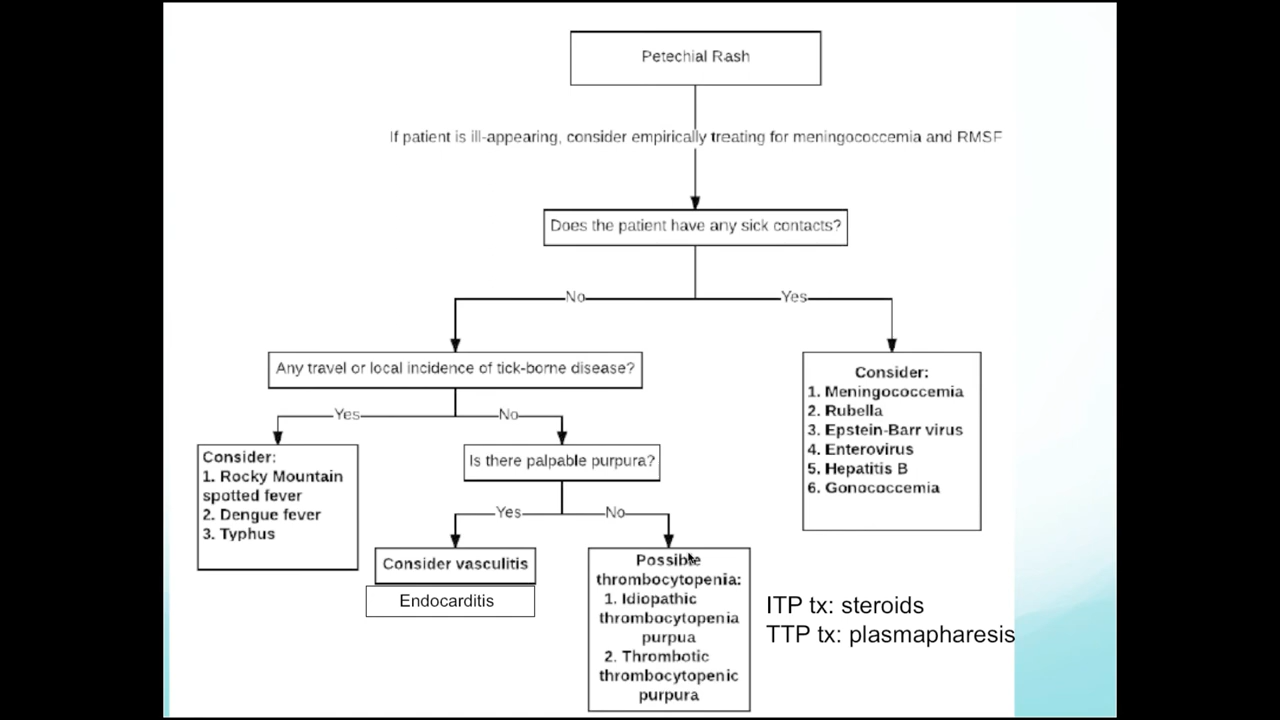 Petechial Rash
If patient is ill-appearing, consider empirically treating for meningococcemia and RMSF
Does the patient have any sick contacts?
No
Yes
Any travel or local incidence of tick-borne disease?
Consider:
1. Meningococcemia
2. Rubella
3. Epstein-Barr virus
4. Enterovirus
5. Hepatitis B
6. Gonococcemia
Yes
No
Consider:
1. Rocky Mountain
spotted fever
2. Dengue fever
3. Typhus
Is there palpable purpura?
Yes
No
Consider vasculitis
Endocarditis
Possible
thrombocytopenia:
1. Idiopathic
thrombocytopenia
purpua
2. Thrombotic
thrombocytopenic
purpura
ITP tx: steroids
TTP tx: plasmapharesis